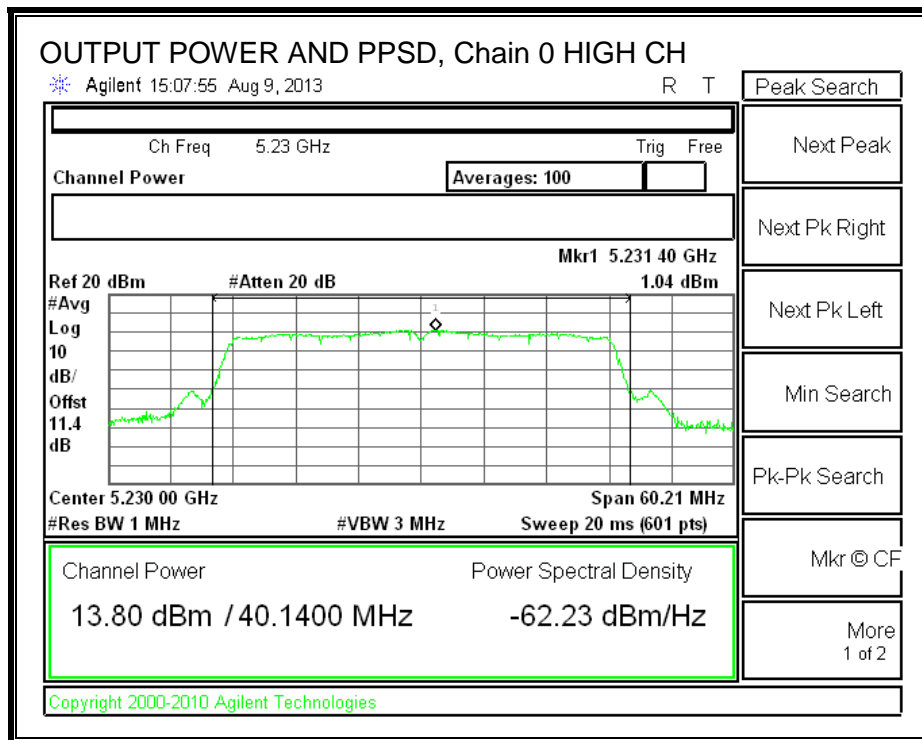 OUTPUT POWER AND PPSD, Chain 0 HIGH CH
Agilent 15:07:55 Aug 9, 2013 R T
Peak Search
Ch Freq 5.23 GHz Trig Free
Channel Power Averages: 100
Mkr1 5.231 40 GHz
Ref 20 dBm #Atten 20 dB 1.04 dBm
#Avg
Log
10
dB/
Offst
11.4
dB
1
Center 5.230 00 GHz Span 60.21 MHz
#Res BW 1 MHz #VBW 3 MHz Sweep 20 ms (601 pts)
Channel Power Power Spectral Density
13.80 dBm / 40.1400 MHz -62.23 dBm/Hz
Copyright 2000-2010 Agilent Technologies
Next Peak
Next Pk Right
Next Pk Left
Min Search
Pk-Pk Search
Mkr © CF
More
1 of 2